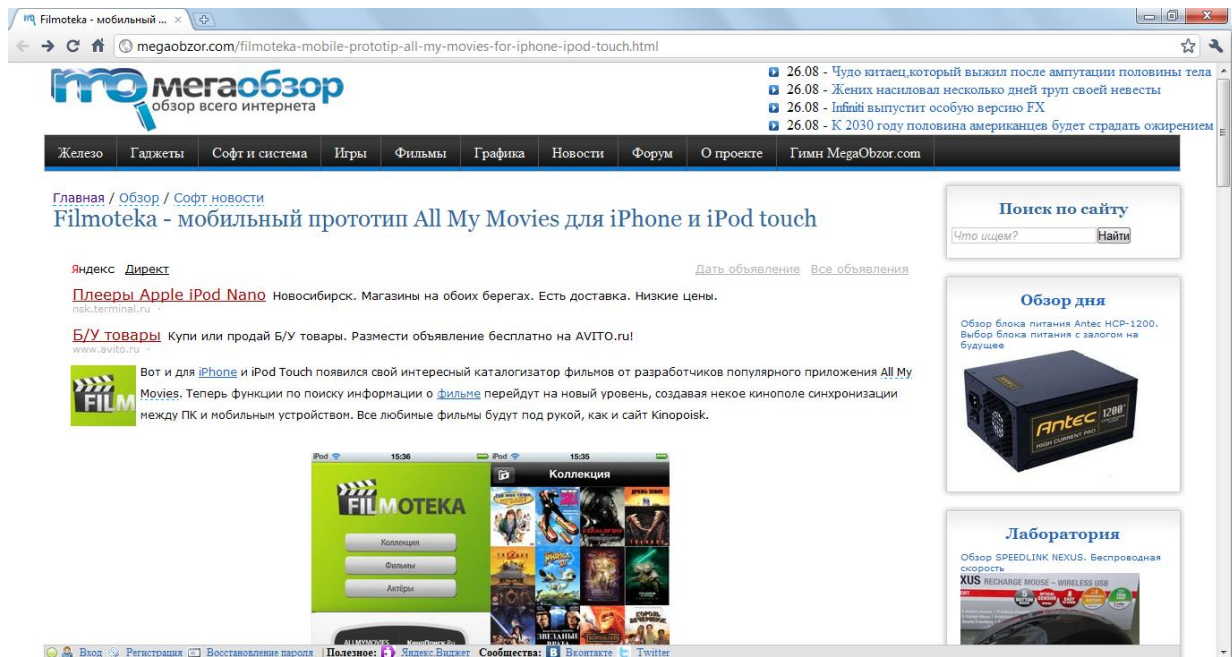 Filmoteka - мобильный ...
megaobzor.com/filmoteka-mobile-prototip-all-my-movies-for-iphone-ipod-touch.html
мегаобзор
обзор всего интернета
26.08 - Чудо китаец,который выжил после ампутации половины тела
26.08 - Жених насиловал несколько дней труп своей невесты
26.08 - Infiniti выпустит особую версию FX
26.08 - К 2030 году половина американцев будет страдать ожирением
Железо Гаджеты Софт и система Игры Фильмы Графика Новости Форум О проекте Гимн MegaObzor.com
Главная / Обзор / Софт новости
Filmoteka - мобильный прототип All My Movies для iPhone и iPod touch
Яндекс Директ Дать объявление Все объявления
Плееры Apple iPod Nano Новосибирск. Магазины на обоих берегах. Есть доставка. Низкие цены.
nsk.terminal.ru
Б/У товары Купи или продай Б/У товары. Размести объявление бесплатно на AVITO.ru!
www.avito.ru
FILM
Вот и для iPhone и iPod Touch появился свой интересный каталогизатор фильмов от разработчиков популярного приложения All My
Movies. Теперь функции по поиску информации о фильме перейдут на новый уровень, создавая некое кинополе синхронизации
между ПК и мобильным устройством. Все любимые фильмы будут под рукой, как и сайт Kinopoisk.
iPod 15:36
FILMOTEKA
Коллекция
Фильмы
Актёры
ALLMYMOVIES КиноПоиск.Ru
iPod 15:35
Коллекция
ЗВЕЗДНЫЕ
ВРАТА
Поиск по сайту
Что ищем? Найти
Обзор дня
Обзор блока питания Antec HCP-1200.
Выбор блока питания с залогом на
будущее
Antec 1200
HIGH CURRENT PRO
Лаборатория
Обзор SPEEDLINK NEXUS. Беспроводная
скорость
XUS RECHARGE MOUSE – WIRELESS USB
Вход Регистрация Восстановление пароля | Полезное: Яндекс.Виджет Сообщества: Вконтакте Twitter